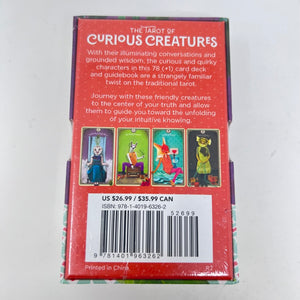 THE TAROT OF
CURIOUS CREATURES
With their illuminating conversations and
grounded wisdom, the curious and quirky
characters in this 78 (+1) card deck
and guidebook are a strangely familiar
twist on the traditional tarot.
Journey with these friendly creatures
to the center of your truth and allow
them to guide you toward the unfolding
of your intuitive knowing.
US $26.99 / $35.99 CAN
ISBN: 978-1-4019-6326-2
52699
9 781401 963262
Printed in China